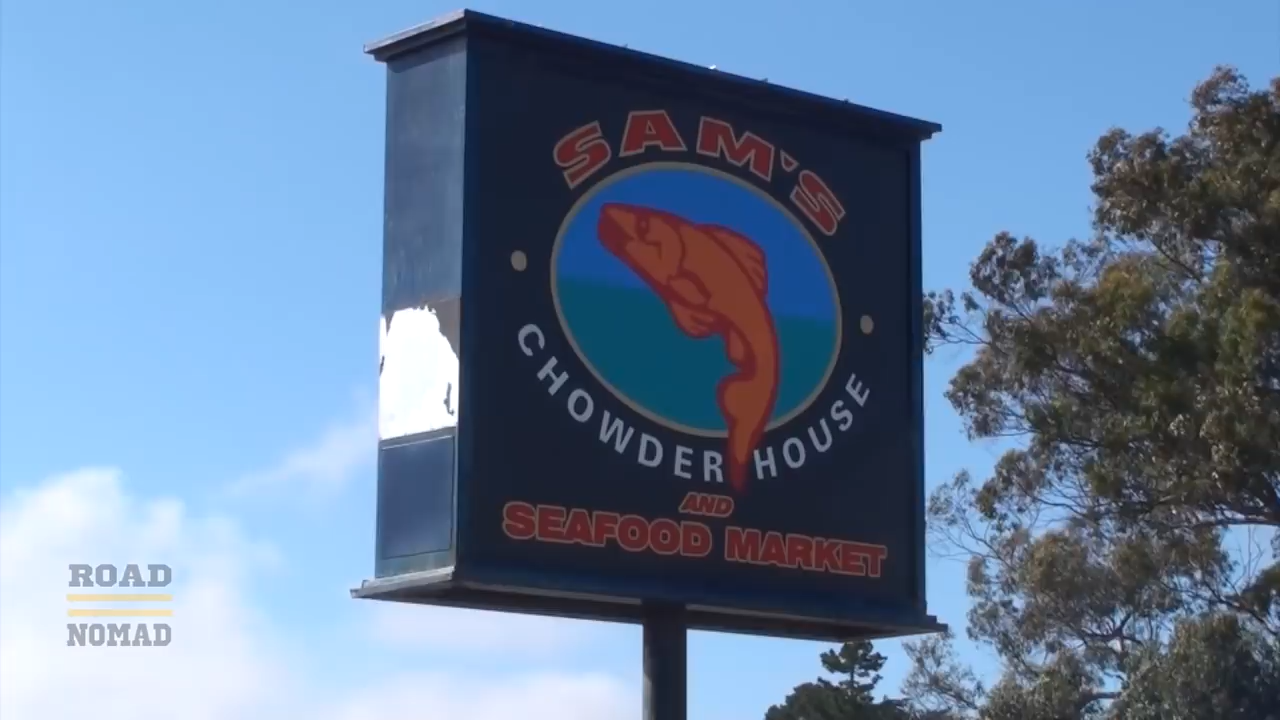 SAM'S
CHOWDER HOUSE
AND
SEAFOOD MARKET
ROAD
NOMAD